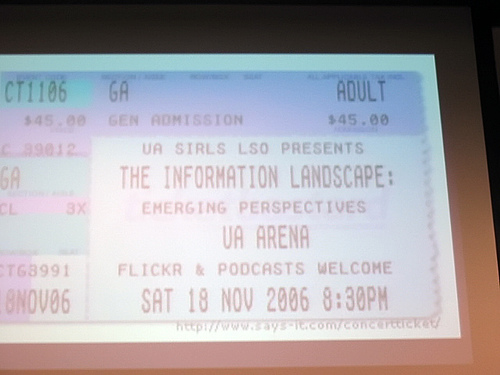 CT1106 GA ADULT
$45.00 GEN ADMISSION $45.00
C 89012 UA SIRLS LSO PRESENTS
GA THE INFORMATION LANDSCAPE:
CL 3X EMERGING PERSPECTIVES
UA ARENA
CT68991 FLICKR & PODCASTS WELCOME
8NOV06 SAT 18 NOV 2006 8:30PM
http://www.says-it.com/concertticket/